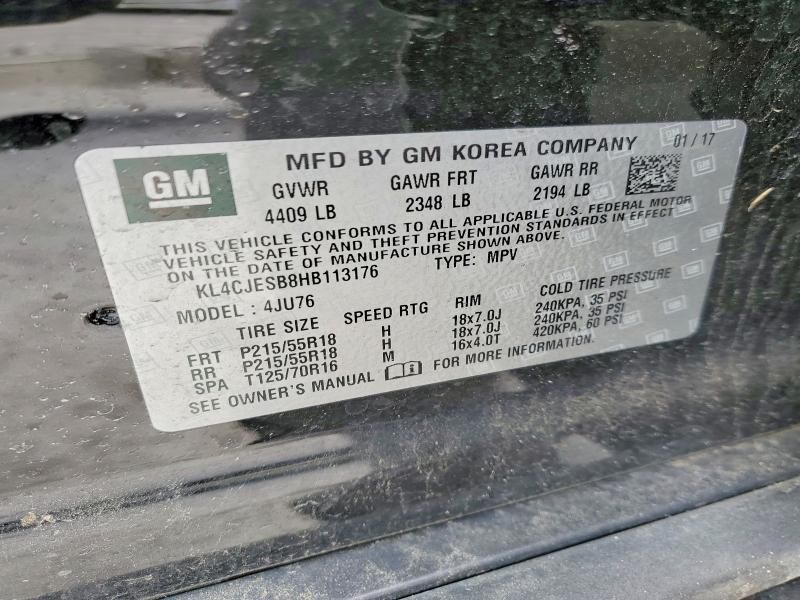 GM
MFD BY GM KOREA COMPANY 01 / 17
GVWR GAWR FRT GAWR RR
4409 LB 2348 LB 2194 LB
THIS VEHICLE CONFORMS TO ALL APPLICABLE U.S. FEDERAL MOTOR
VEHICLE SAFETY AND THEFT PREVENTION STANDARDS IN EFFECT
ON THE DATE OF MANUFACTURE SHOWN ABOVE.
KL4CJESB8HB113176 TYPE: MPV
MODEL : 4JU76
TIRE SIZE SPEED RTG RIM COLD TIRE PRESSURE
FRT P215/55R18 H 18x7.0J 240KPA, 35 PSI
RR P215/55R18 H 18x7.0J 240KPA, 35 PSI
SPA T125/70R16 M 16x4.0T 420KPA, 60 PSI
SEE OWNER'S MANUAL FOR MORE INFORMATION.